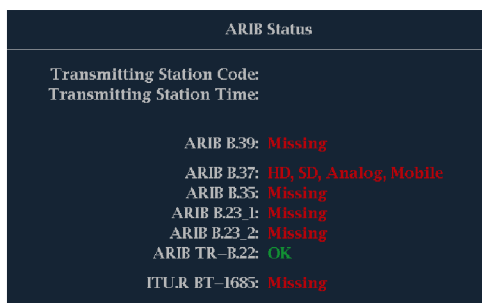 ARIB Status
Transmitting Station Code:
Transmitting Station Time:
ARIB B.39: Missing
ARIB B.37: HD, SD, Analog, Mobile
ARIB B.35: Missing
ARIB B.23_1: Missing
ARIB B.23_2: Missing
ARIB TR-B.22: OK
ITU.R BT-1685: Missing